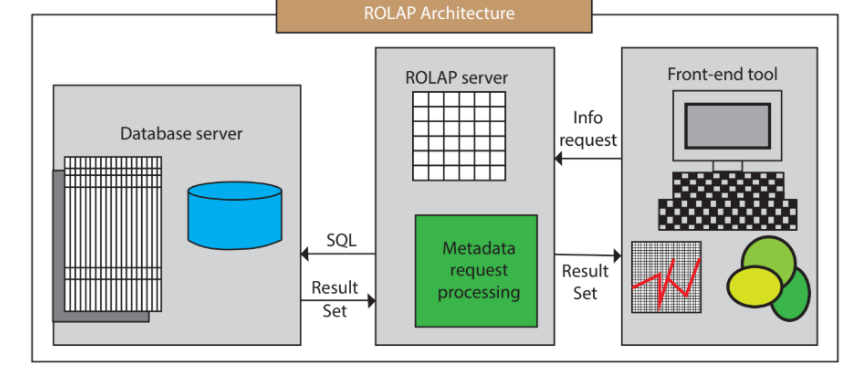 ROLAP Architecture
Database server
SQL
Result
Set
ROLAP server
Metadata
request
processing
Info
request
Result
Set
Front-end tool